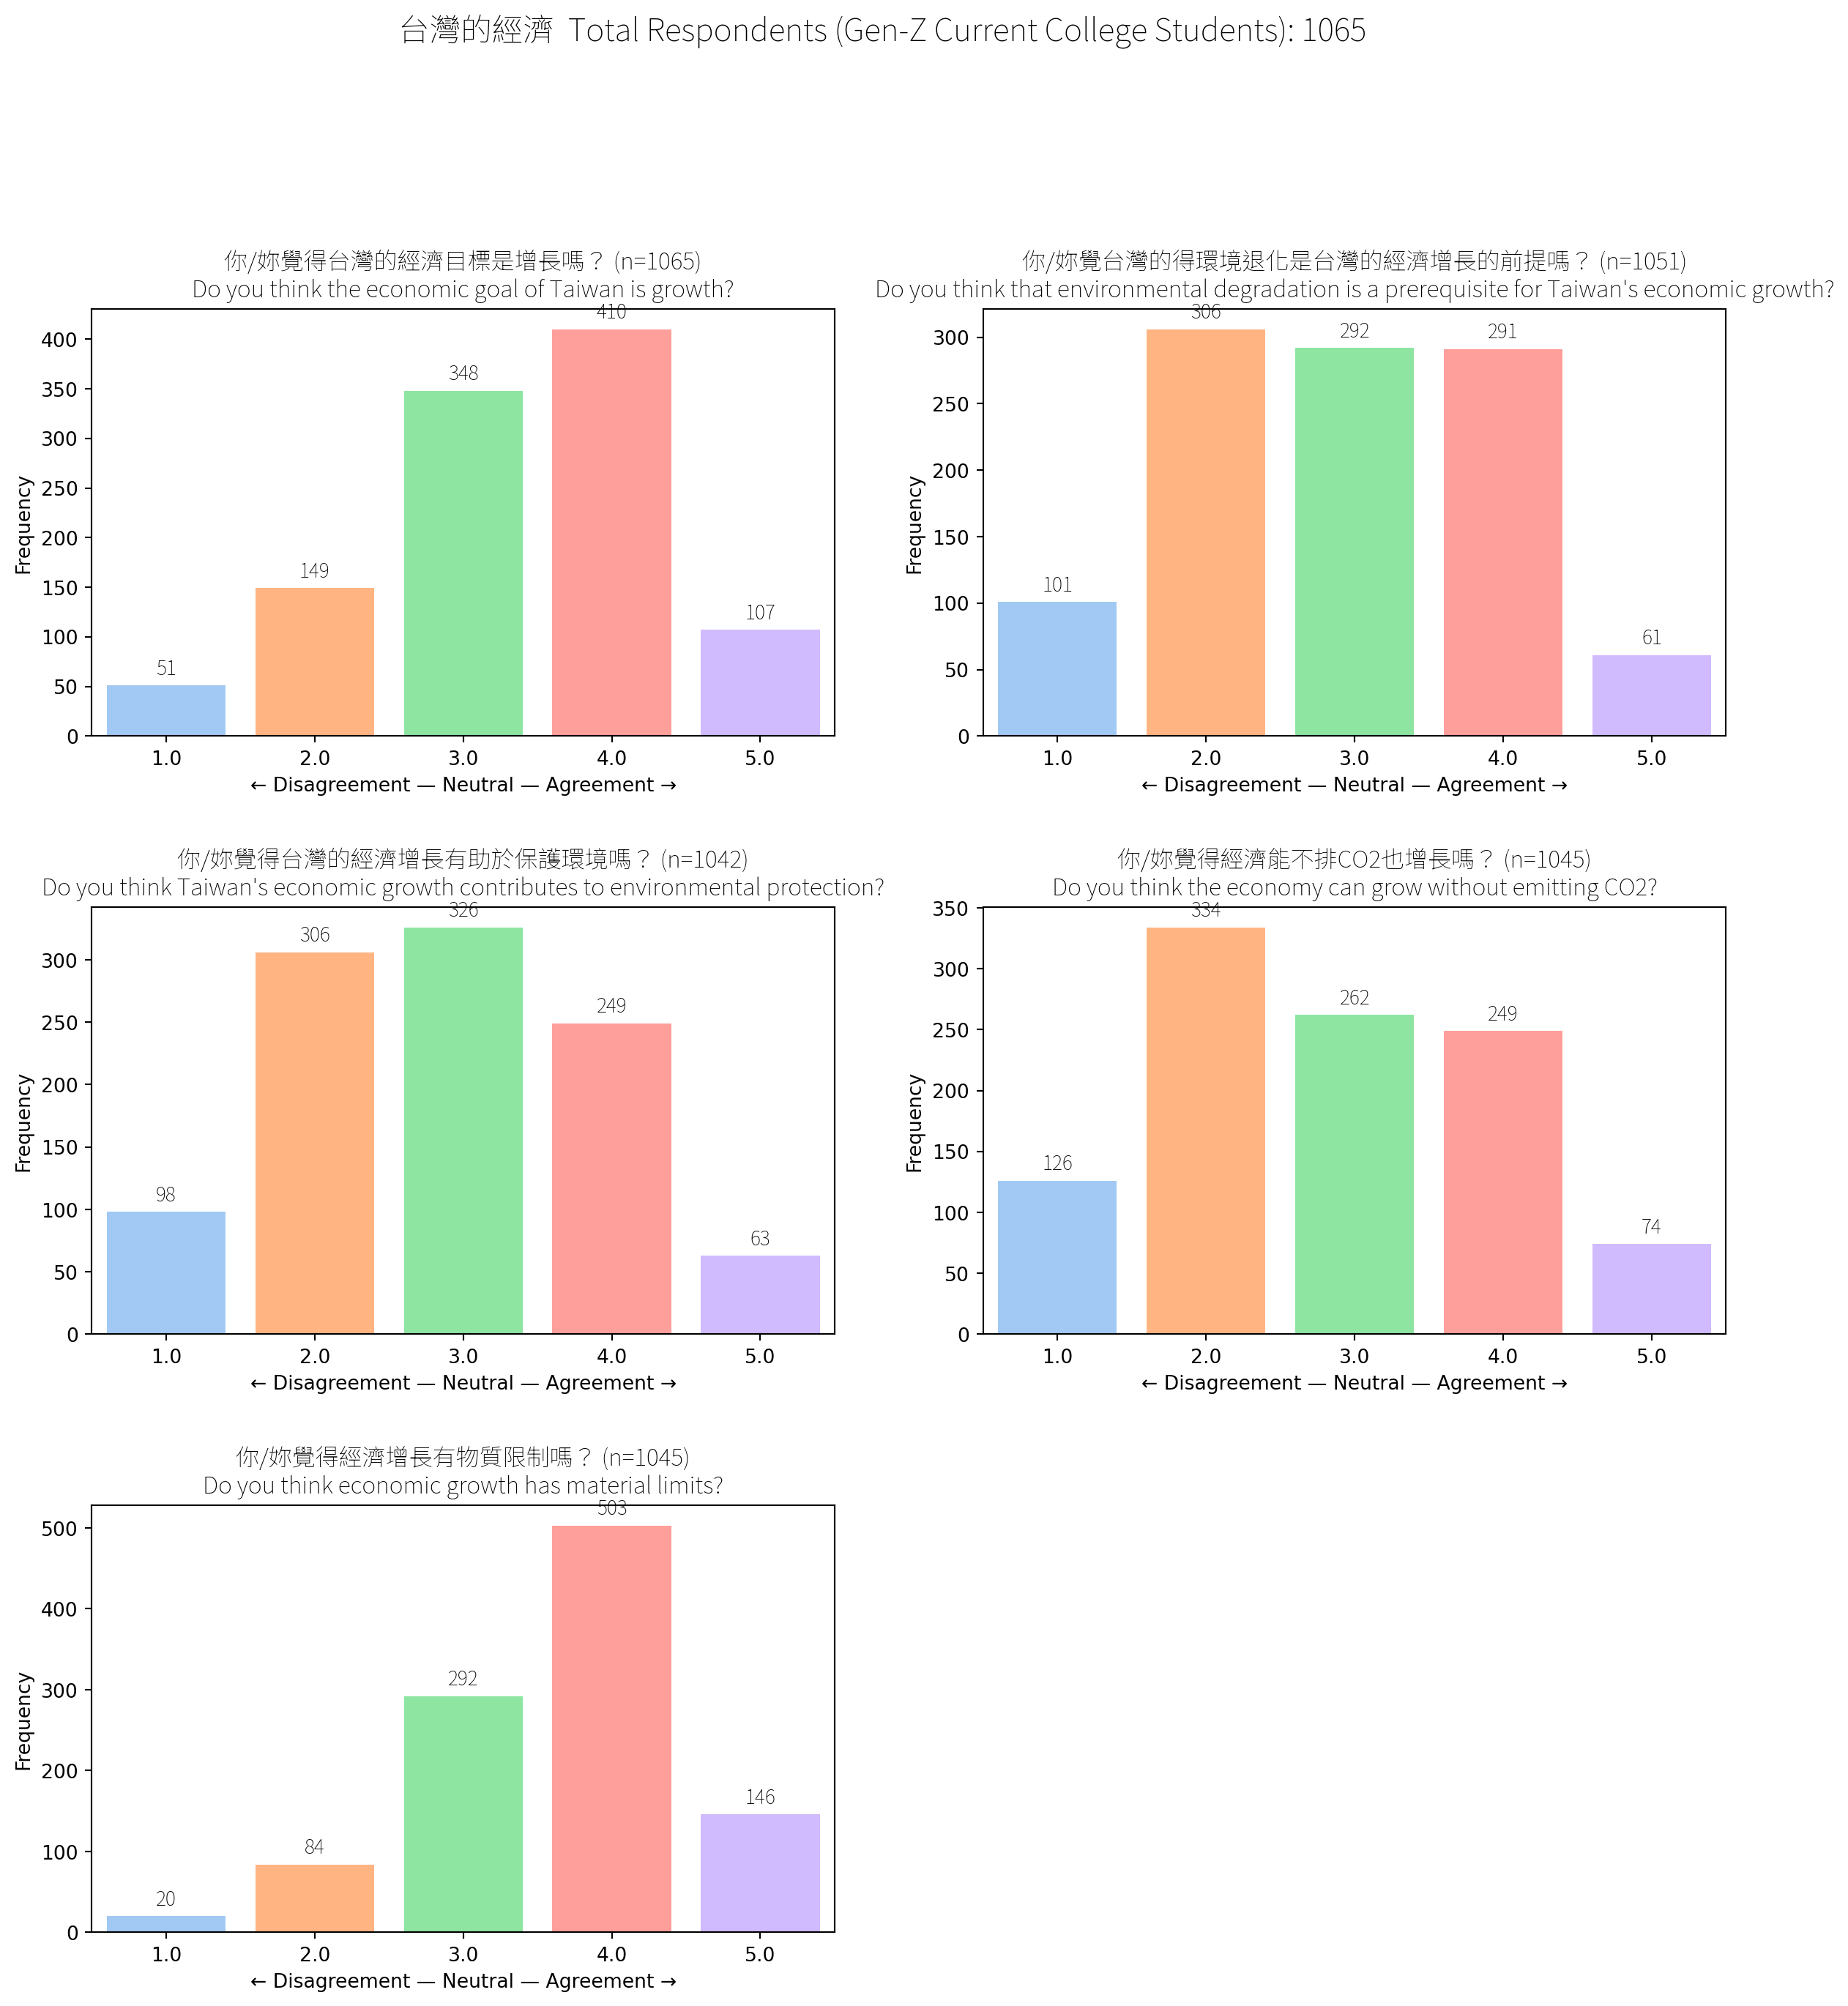 台灣的經濟  Total Respondents (Gen-Z Current College Students): 1065
你/妳覺得台灣的經濟目標是增長嗎？ (n=1065)
Do you think the economic goal of Taiwan is growth?
Frequency
400
350
300
250
200
150
100
50
0
51
149
348
410
107
1.0 2.0 3.0 4.0 5.0
← Disagreement — Neutral — Agreement →
你/妳覺台灣的得環境退化是台灣的經濟增長的前提嗎？ (n=1051)
Do you think that environmental degradation is a prerequisite for Taiwan's economic growth?
Frequency
300
250
200
150
100
50
0
101
306
292
291
61
1.0 2.0 3.0 4.0 5.0
← Disagreement — Neutral — Agreement →
你/妳覺得台灣的經濟增長有助於保護環境嗎？ (n=1042)
Do you think Taiwan's economic growth contributes to environmental protection?
Frequency
300
250
200
150
100
50
0
98
306
326
249
63
1.0 2.0 3.0 4.0 5.0
← Disagreement — Neutral — Agreement →
你/妳覺得經濟能不排CO2也增長嗎？ (n=1045)
Do you think the economy can grow without emitting CO2?
Frequency
350
300
250
200
150
100
50
0
126
334
262
249
74
1.0 2.0 3.0 4.0 5.0
← Disagreement — Neutral — Agreement →
你/妳覺得經濟增長有物質限制嗎？ (n=1045)
Do you think economic growth has material limits?
Frequency
500
400
300
200
100
0
20
84
292
503
146
1.0 2.0 3.0 4.0 5.0
← Disagreement — Neutral — Agreement →